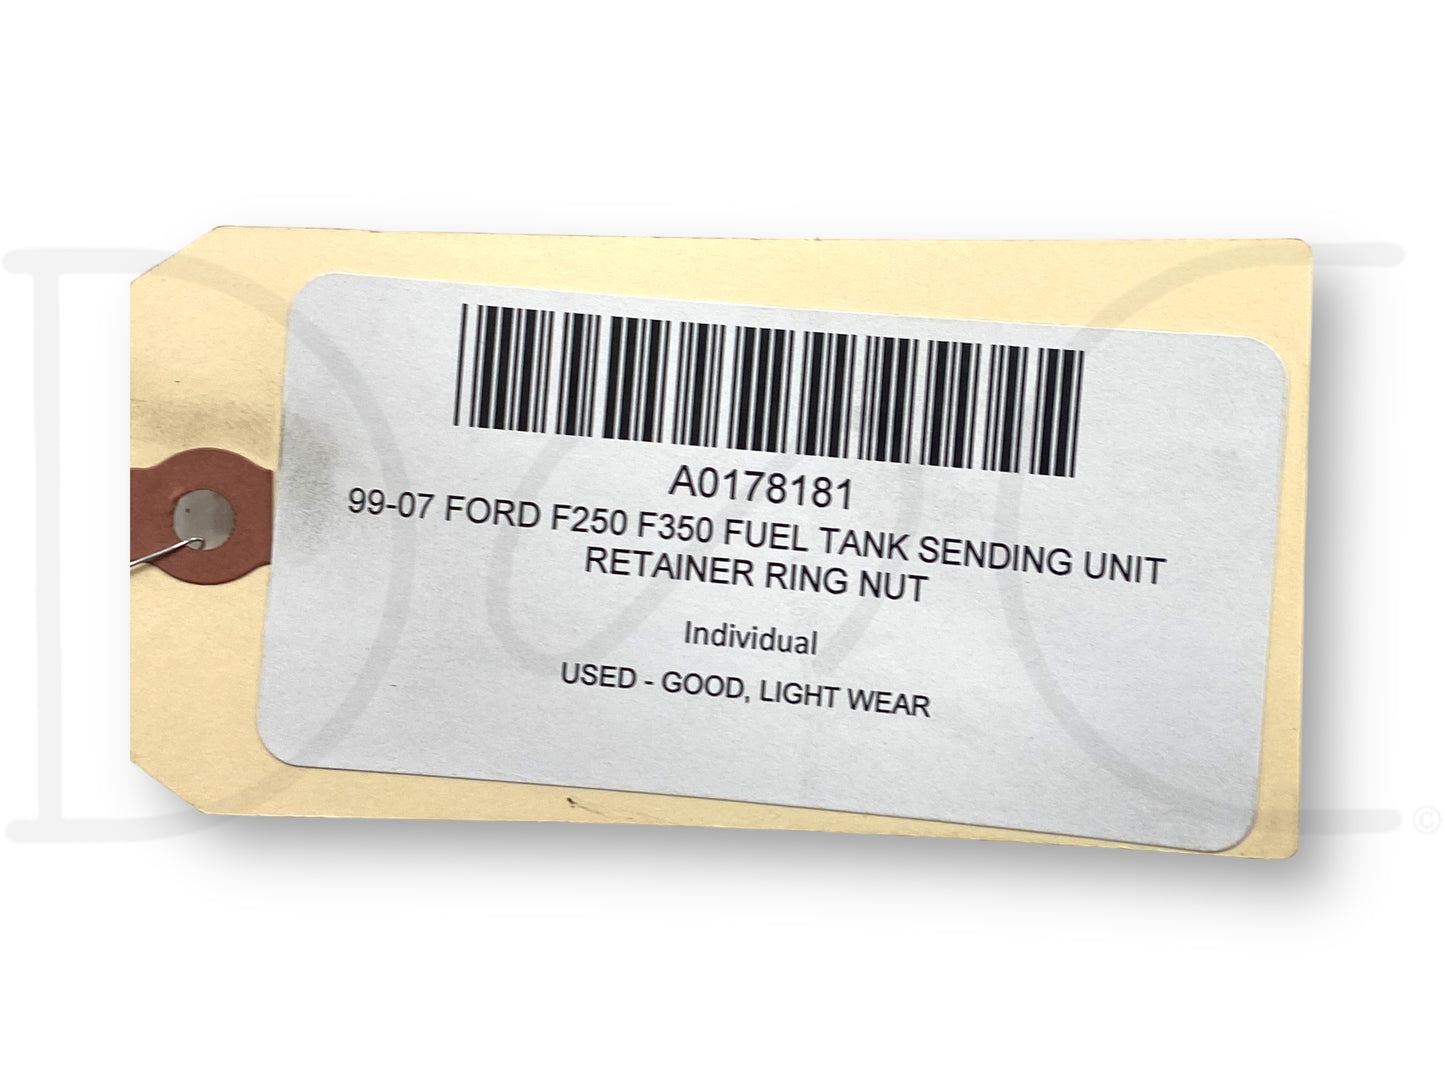 A0178181
99-07 FORD F250 F350 FUEL TANK SENDING UNIT
RETAINER RING NUT
Individual
USED - GOOD, LIGHT WEAR
©